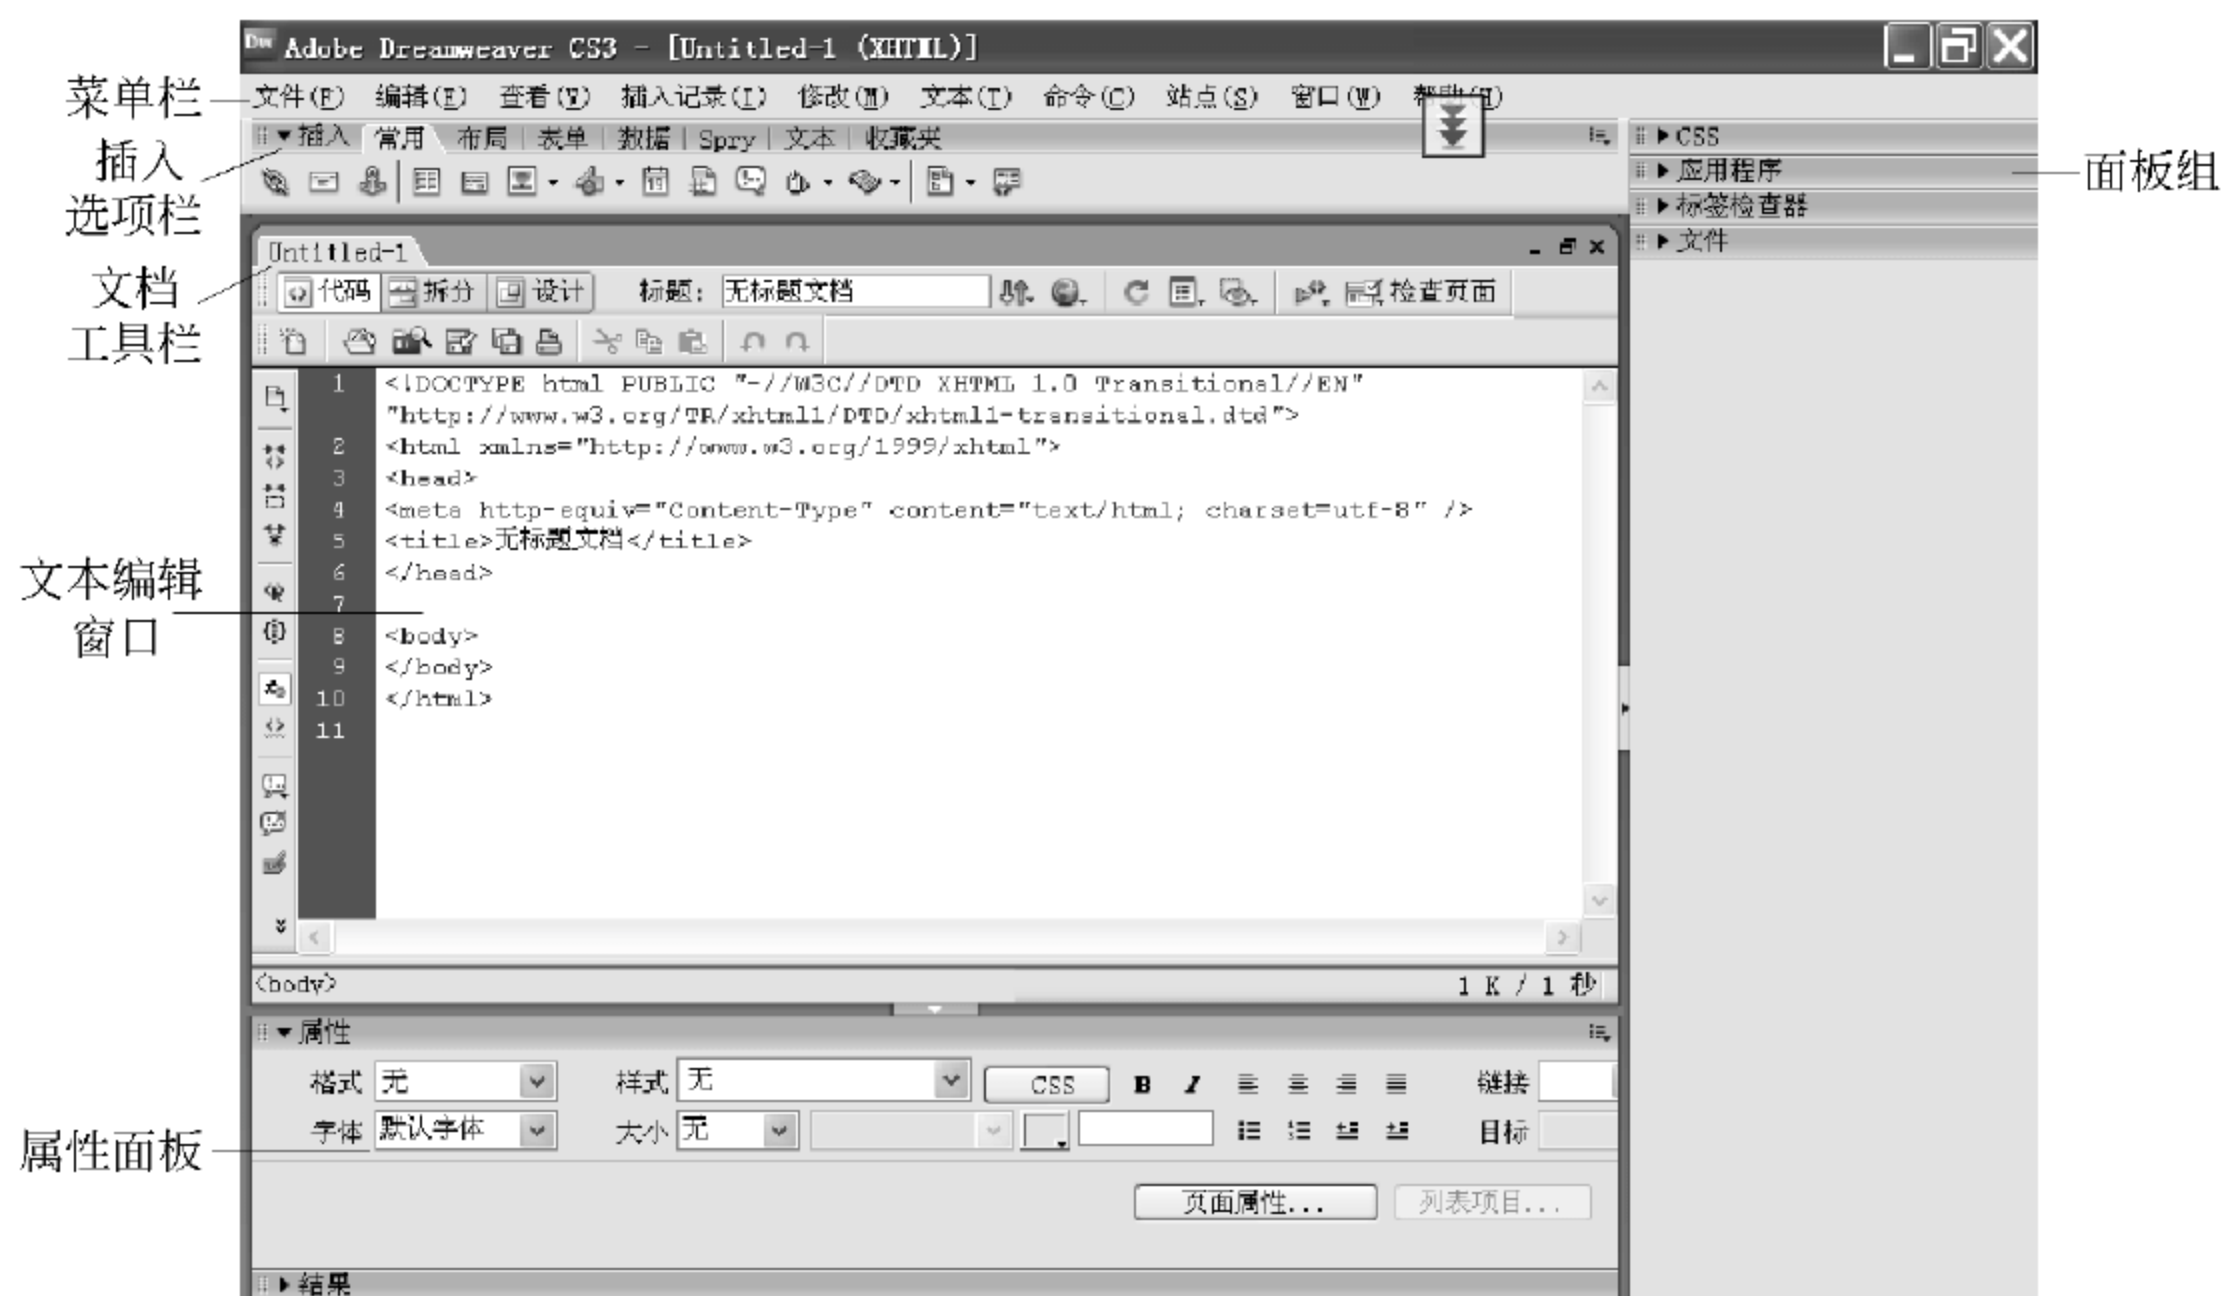 Dw Adobe Dreamweaver CS3 - [Untitled-1 (XHTML)]
菜单栏
文件(F) 编辑(E) 查看(V) 插入记录(I) 修改(M) 文本(T) 命令(C) 站点(S) 窗口(W) 帮助(H)
插入
选项栏
插入 常用 布局 表单 数据 Spry 文本 收藏夹
CSS
应用程序
标签检查器
文件
面板组
Untitled-1
文档
工具栏
代码 拆分 设计 标题: 无标题文档 检查页面
1 <!DOCTYPE html PUBLIC "-//W3C//DTD XHTML 1.0 Transitional//EN"
"http://www.w3.org/TR/xhtml1/DTD/xhtml1-transitional.dtd">
2 <html xmlns="http://www.w3.org/1999/xhtml">
3 <head>
4 <meta http-equiv="Content-Type" content="text/html; charset=utf-8" />
5 <title>无标题文档</title>
6 </head>
7
8 <body>
9 </body>
10 </html>
11
文本编辑
窗口
<body> 1 K / 1 秒
属性
格式 无 样式 无 CSS B I 链接
字体 默认字体 大小 无 目标
属性面板
页面属性... 列表项目...
结果